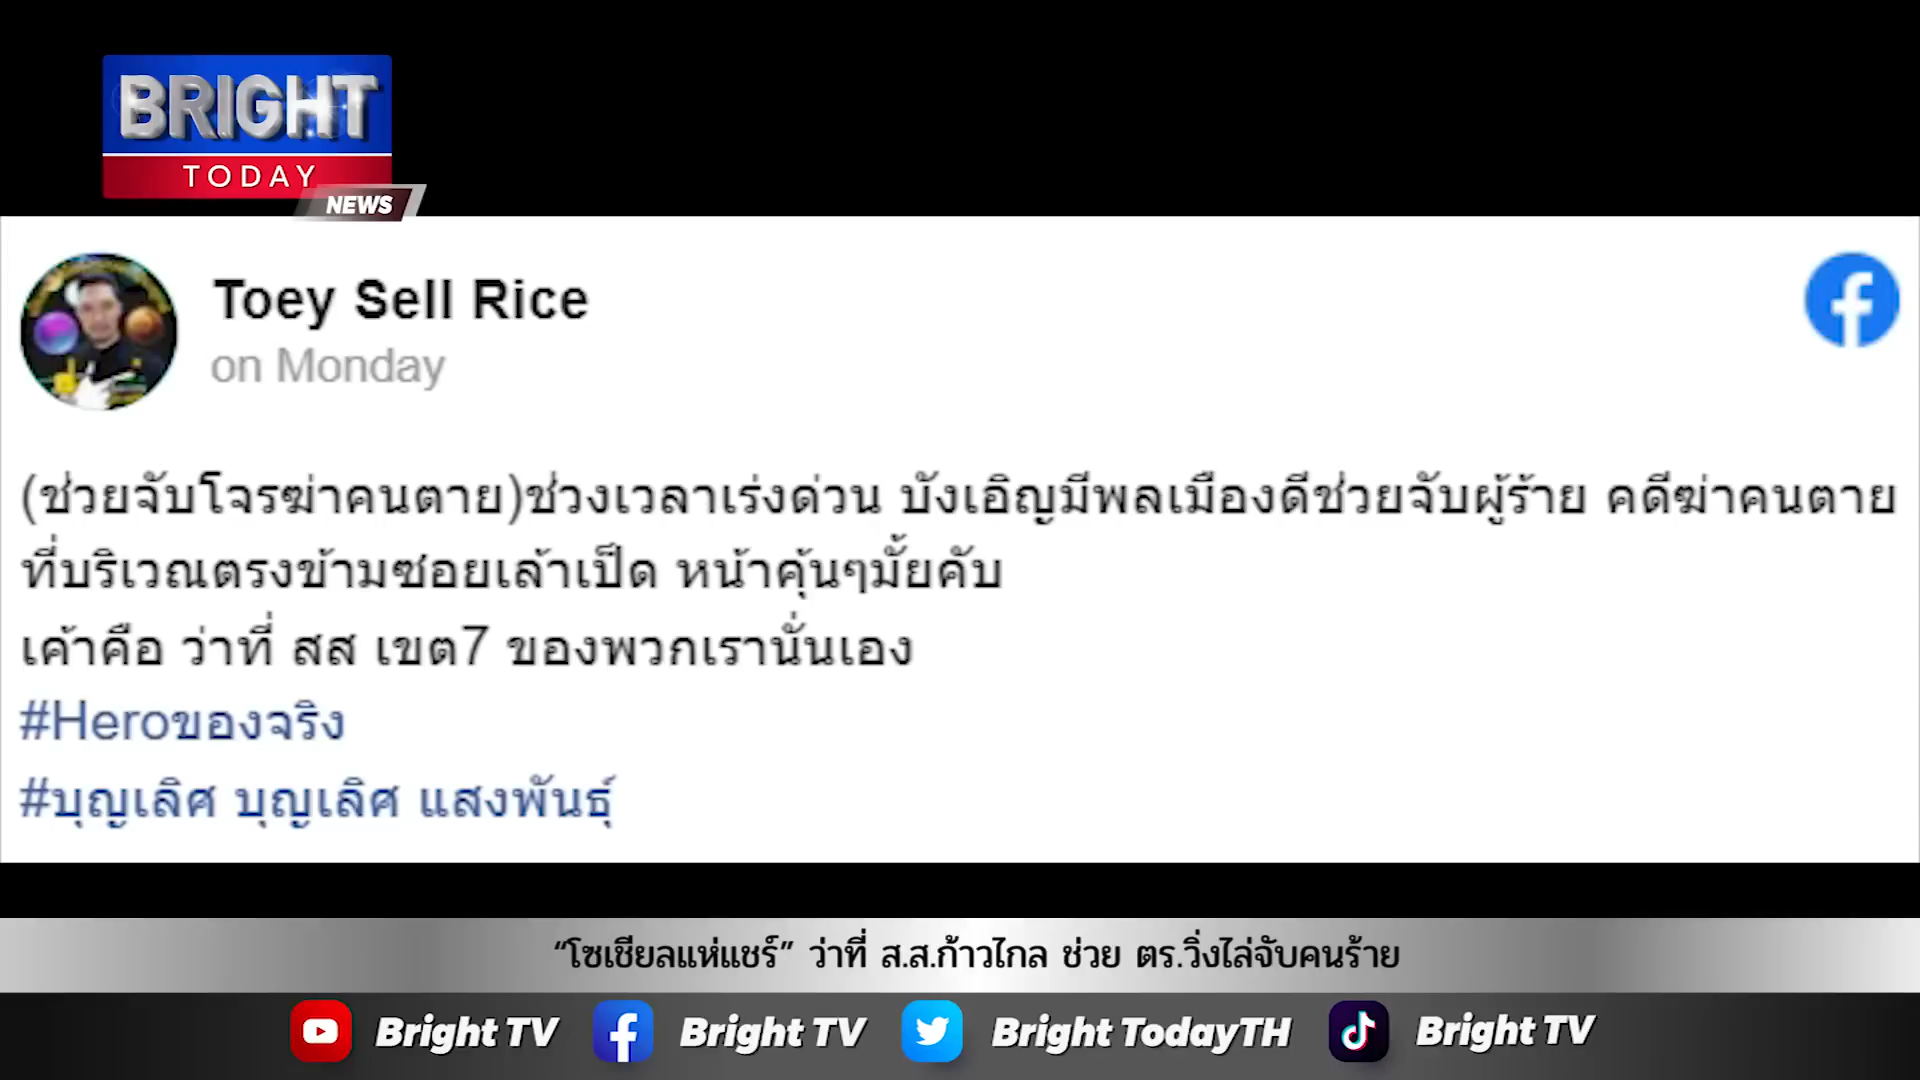 BRIGHT
TODAY
NEWS
Toey Sell Rice
on Monday
(ช่วยจับโจรฆ่าคนตาย)ช่วงเวลาเร่งด่วน บังเอิญมีพลเมืองดีช่วยจับผู้ร้าย คดีฆ่าคนตาย
ที่บริเวณตรงข้ามซอยเล้าเป็ด หน้าคุ้นๆมั้ยคับ
เค้าคือ ว่าที่ สส เขต7 ของพวกเรานั่นเอง
#Heroของจริง
#บุญเลิศ บุญเลิศ แสงพันธุ์
“โซเชียลแห่แชร์” ว่าที่ ส.ส.ก้าวไกล ช่วย ตร.วิ่งไล่จับคนร้าย
Bright TV Bright TV Bright TodayTH Bright TV